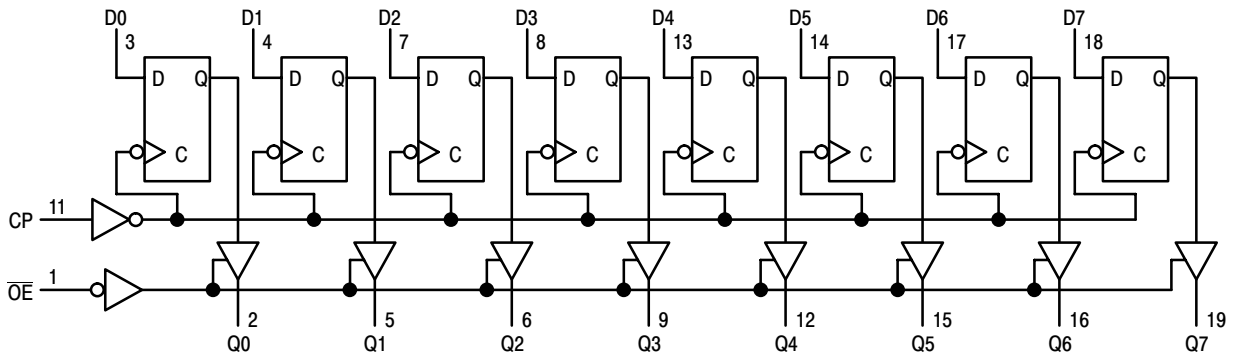 D0 D1 D2 D3 D4 D5 D6 D7
3 4 7 8 13 14 17 18
D Q D Q D Q D Q D Q D Q D Q D Q
C C C C C C C C
CP 11
O̅E̅ 1
2 5 6 9 12 15 16 19
Q0 Q1 Q2 Q3 Q4 Q5 Q6 Q7